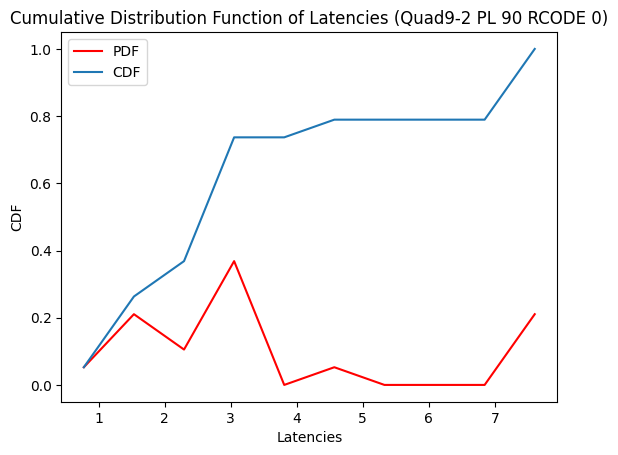 Cumulative Distribution Function of Latencies (Quad9-2 PL 90 RCODE 0)
PDF
CDF
CDF
1.0
0.8
0.6
0.4
0.2
0.0
1 2 3 4 5 6 7
Latencies